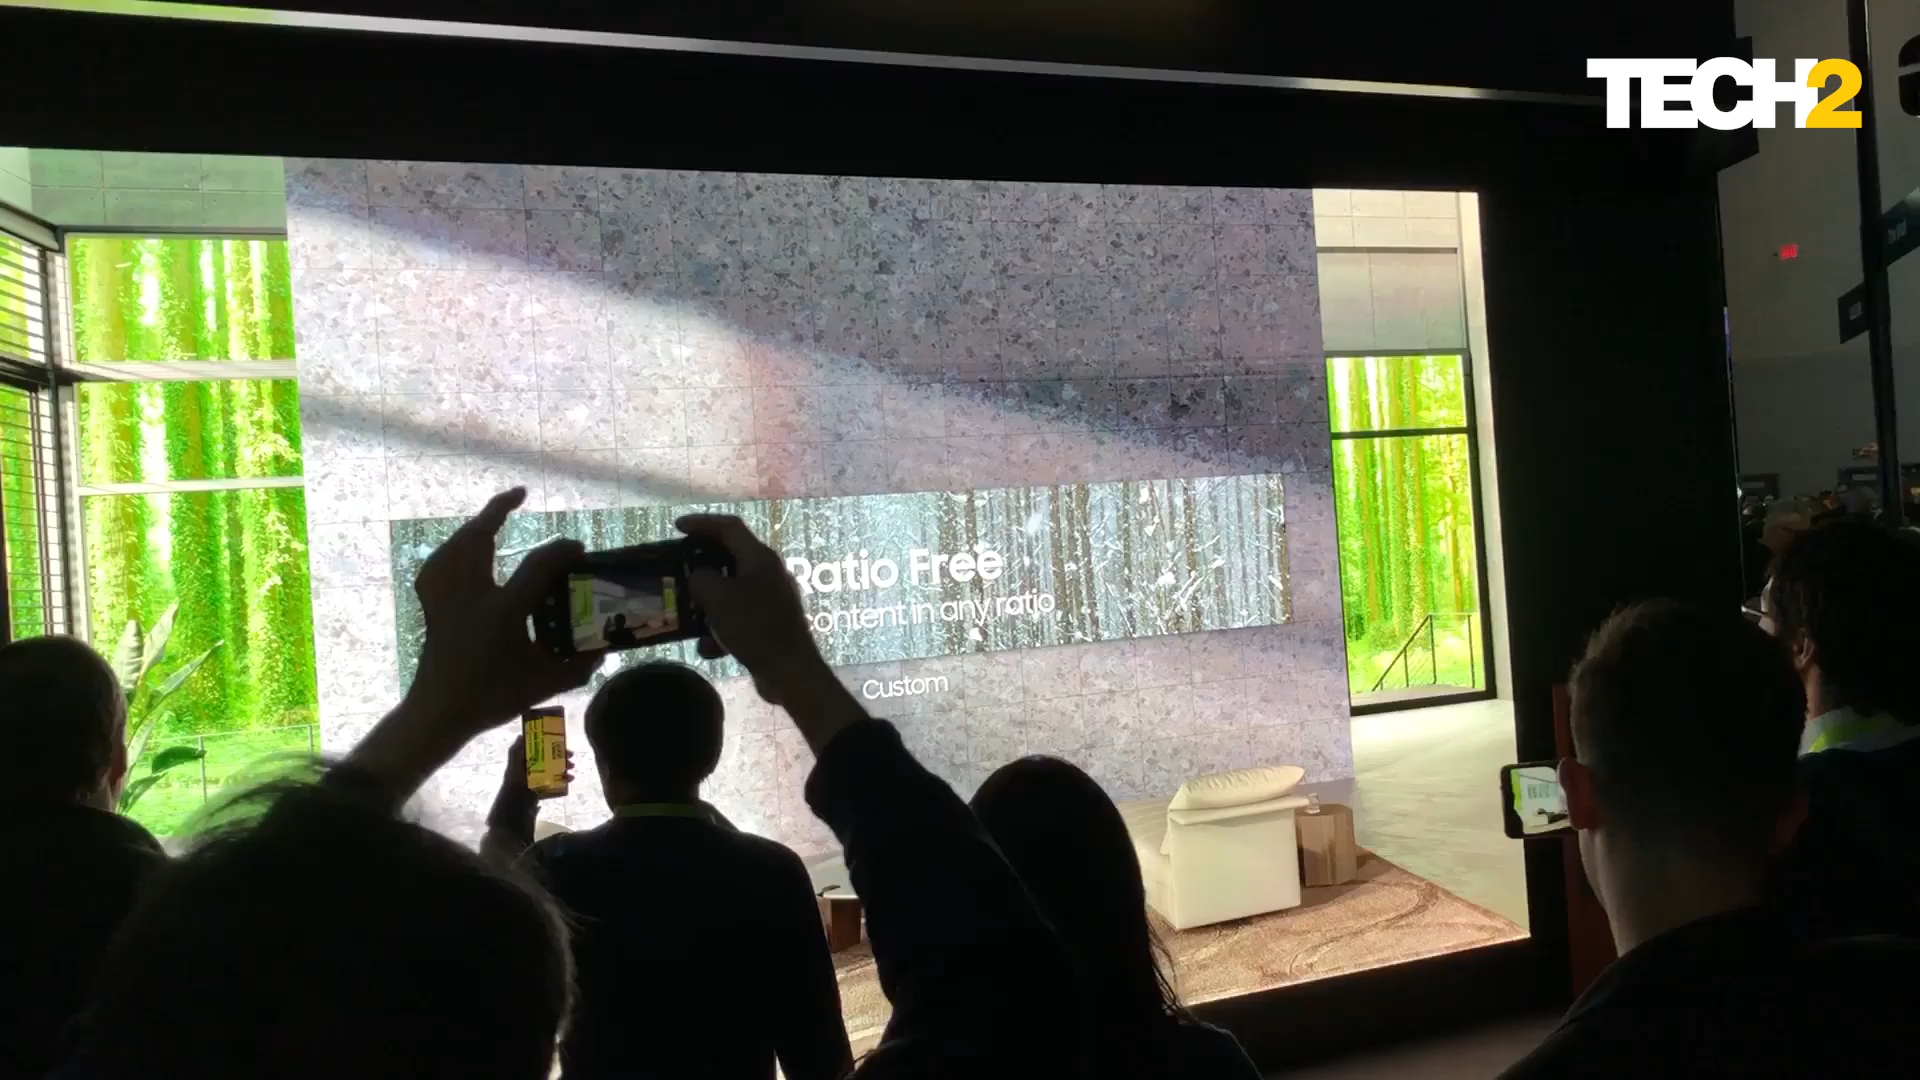 TECH2
Ratio Free
content in any ratio
Custom